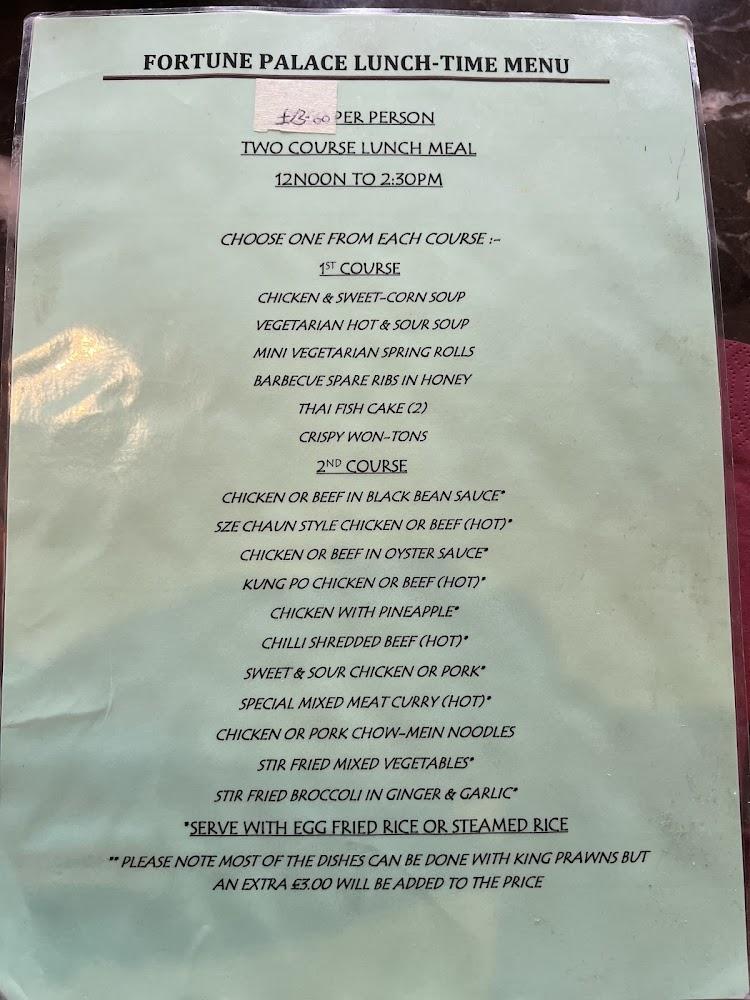 FORTUNE PALACE LUNCH-TIME MENU
£13.60 PER PERSON
TWO COURSE LUNCH MEAL
12NOON TO 2:30PM
CHOOSE ONE FROM EACH COURSE :-
1ST COURSE
CHICKEN & SWEET-CORN SOUP
VEGETARIAN HOT & SOUR SOUP
MINI VEGETARIAN SPRING ROLLS
BARBECUE SPARE RIBS IN HONEY
THAI FISH CAKE (2)
CRISPY WON-TONS
2ND COURSE
CHICKEN OR BEEF IN BLACK BEAN SAUCE*
SZE CHAUN STYLE CHICKEN OR BEEF (HOT)*
CHICKEN OR BEEF IN OYSTER SAUCE*
KUNG PO CHICKEN OR BEEF (HOT)*
CHICKEN WITH PINEAPPLE*
CHILLI SHREDDED BEEF (HOT)*
SWEET & SOUR CHICKEN OR PORK*
SPECIAL MIXED MEAT CURRY (HOT)*
CHICKEN OR PORK CHOW-MEIN NOODLES
STIR FRIED MIXED VEGETABLES*
STIR FRIED BROCCOLI IN GINGER & GARLIC*
*SERVE WITH EGG FRIED RICE OR STEAMED RICE
** PLEASE NOTE MOST OF THE DISHES CAN BE DONE WITH KING PRAWNS BUT
AN EXTRA £3.00 WILL BE ADDED TO THE PRICE